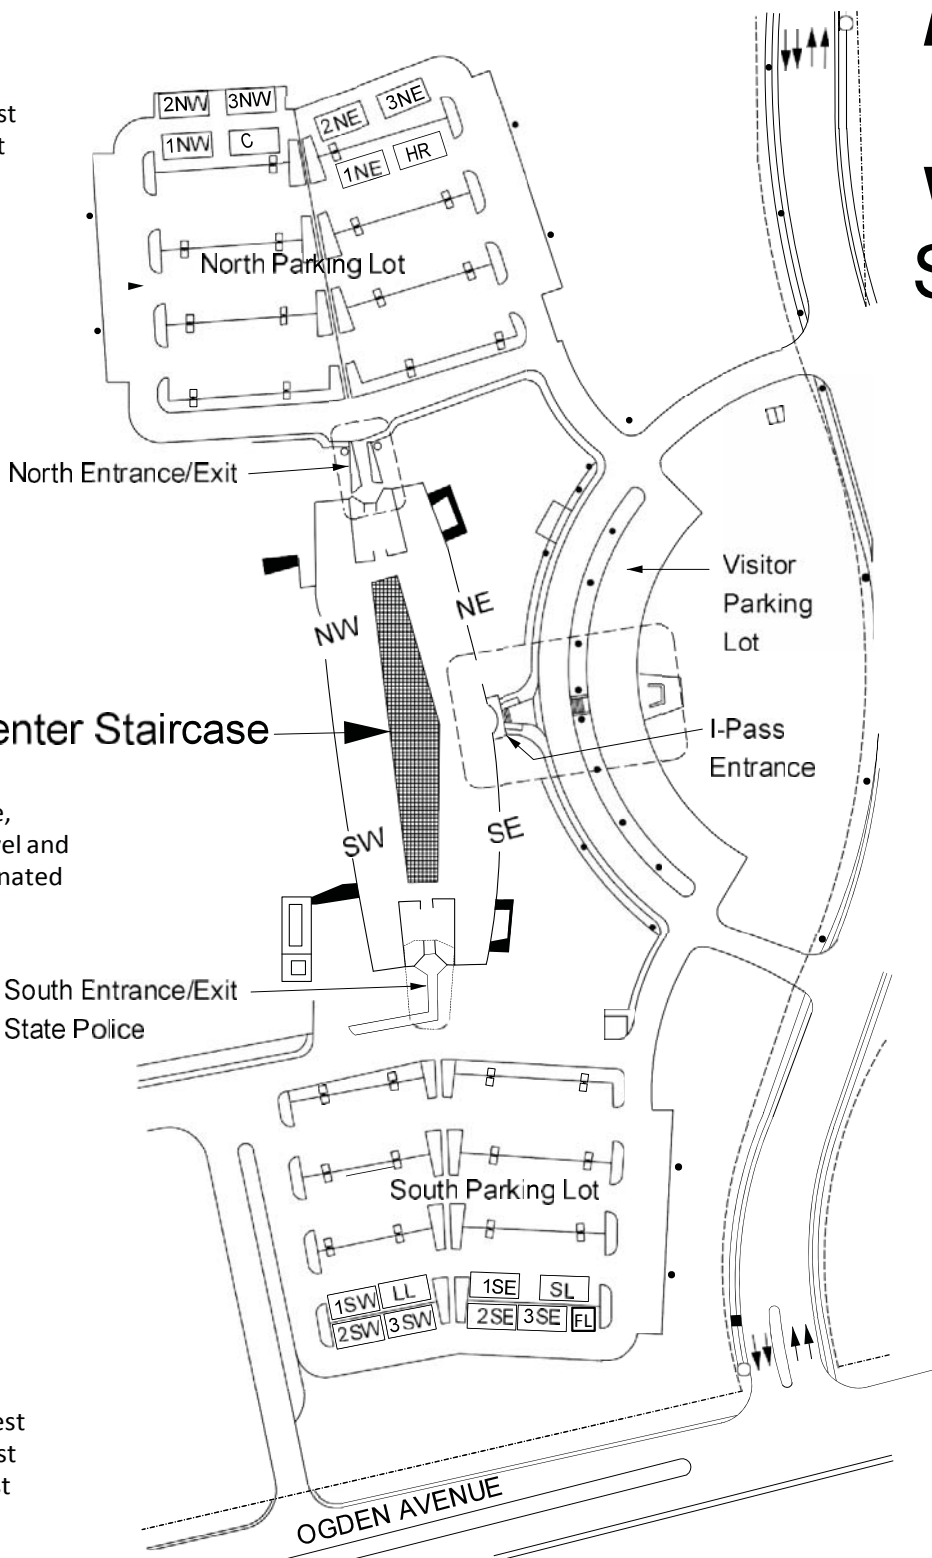 2NW 3NW
1NW C
2NE 3NE
1NE HR
North Parking Lot
North Entrance/Exit
NW
NE
Visitor
Parking
Lot
Staircase
I-Pass
Entrance
SW
SE
and
South Entrance/Exit
State Police
South Parking Lot
1SW LL
2SW 3SW
1SE SL
2SE 3SE FL
OGDEN AVENUE